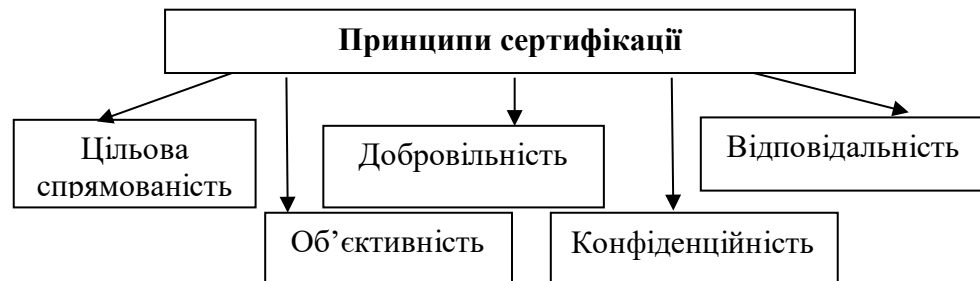 Принципи сертифікації
Цільова
спрямованість
Добровільність
Відповідальність
Об’єктивність
Конфіденційність